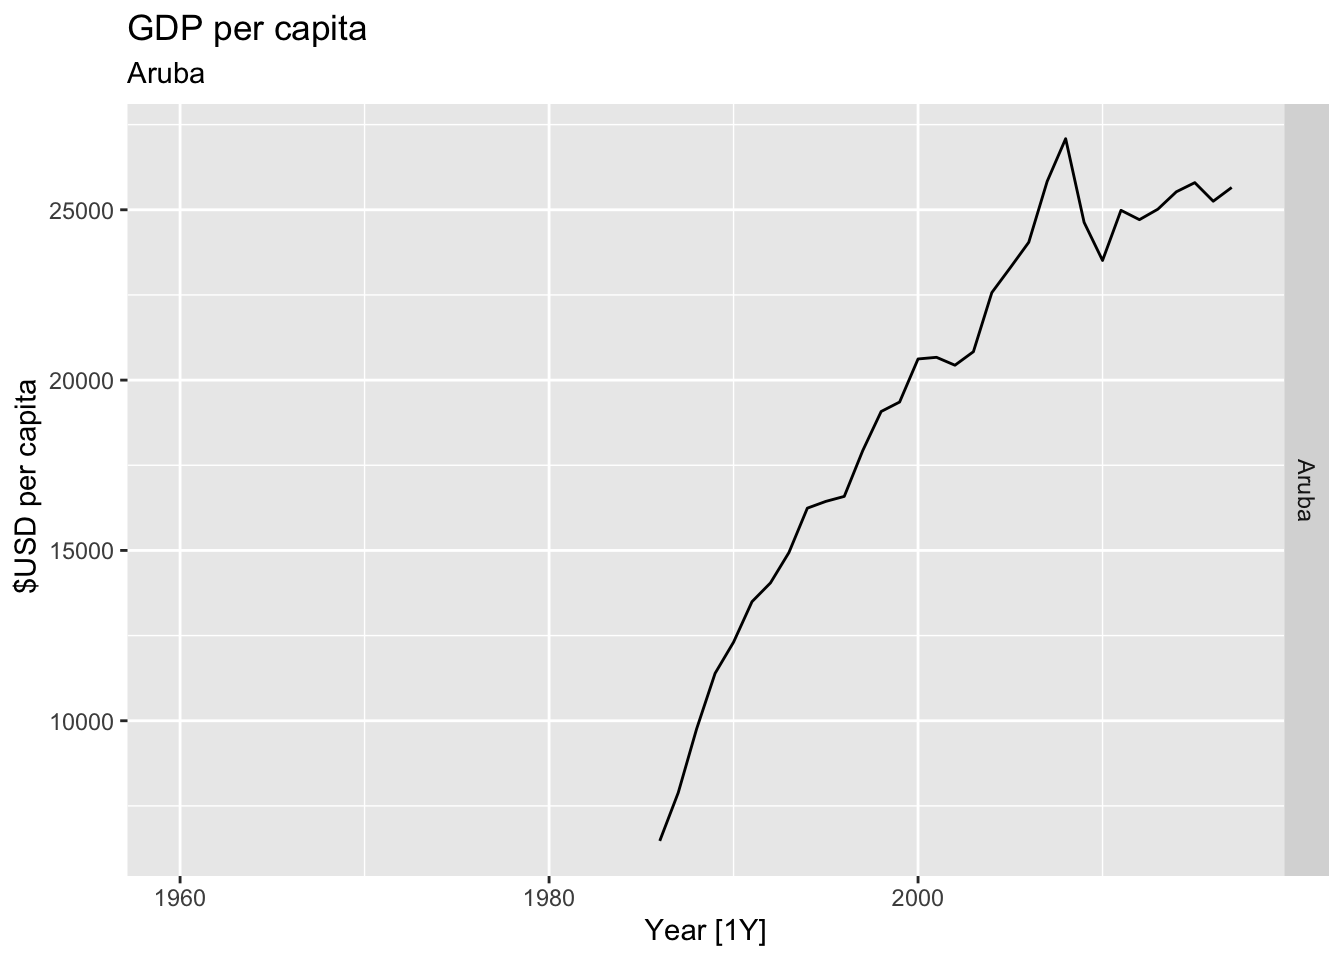 GDP per capita
Aruba
$USD per capita
25000
20000
15000
10000
Aruba
1960
1980
2000
Year [1Y]